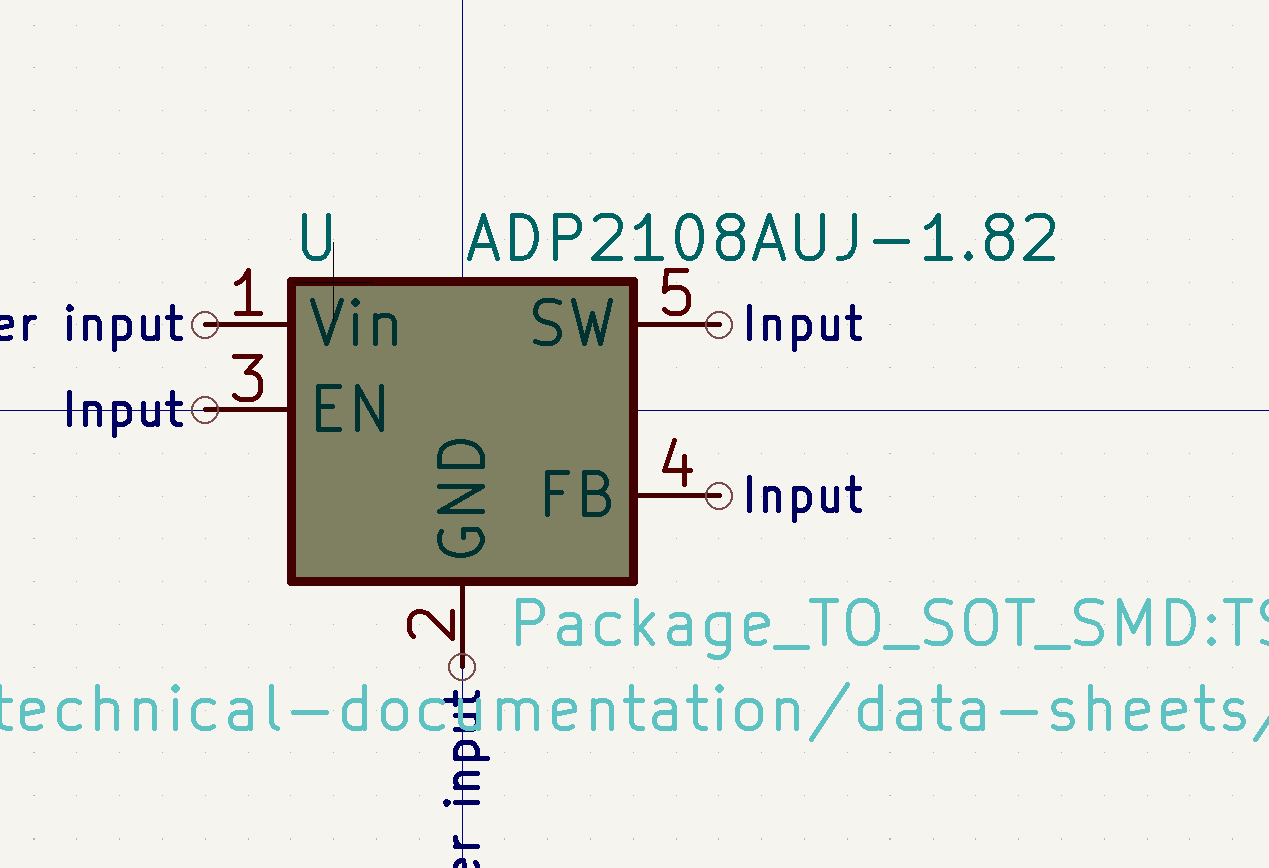 U ADP2108AUJ-1.82
1 5
er input Vin SW Input
3
Input EN
4
GND FB Input
2
Package_TO_SOT_SMD:TS
technical-documentation/data-sheets/
er input